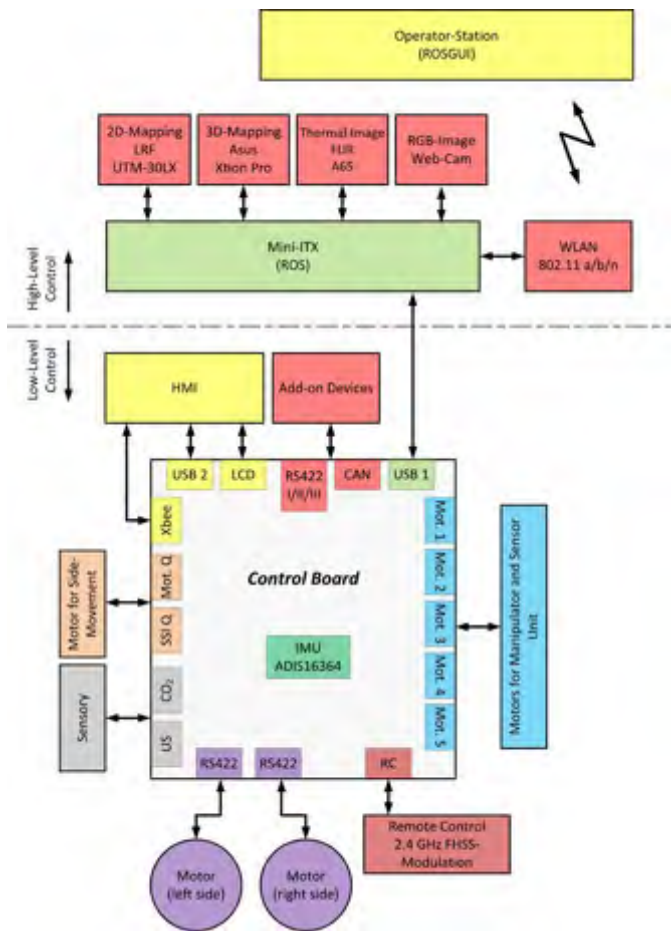 Operator-Station
(ROSGUI)
2D-Mapping
LRF
UTM-30LX
3D-Mapping
Asus
Xtion Pro
Thermal Image
FLIR
A65
RGB-Image
Web-Cam
Mini-ITX
(ROS)
WLAN
802.11 a/b/n
High-Level
Control
Low-Level
Control
HMI
Add-on Devices
USB 2
LCD
RS422
I/II/III
CAN
USB 1
Xbee
Mot. Q
SSI Q
CO₂
US
Motor for Side-
Movement
Sensory
Control Board
IMU
ADIS16364
Mot. 1
Mot. 2
Mot. 3
Mot. 4
Mot. 5
Motors for Manipulator and Sensor
Unit
RS422
RS422
RC
Remote Control
2.4 GHz FHSS-
Modulation
Motor
(left side)
Motor
(right side)